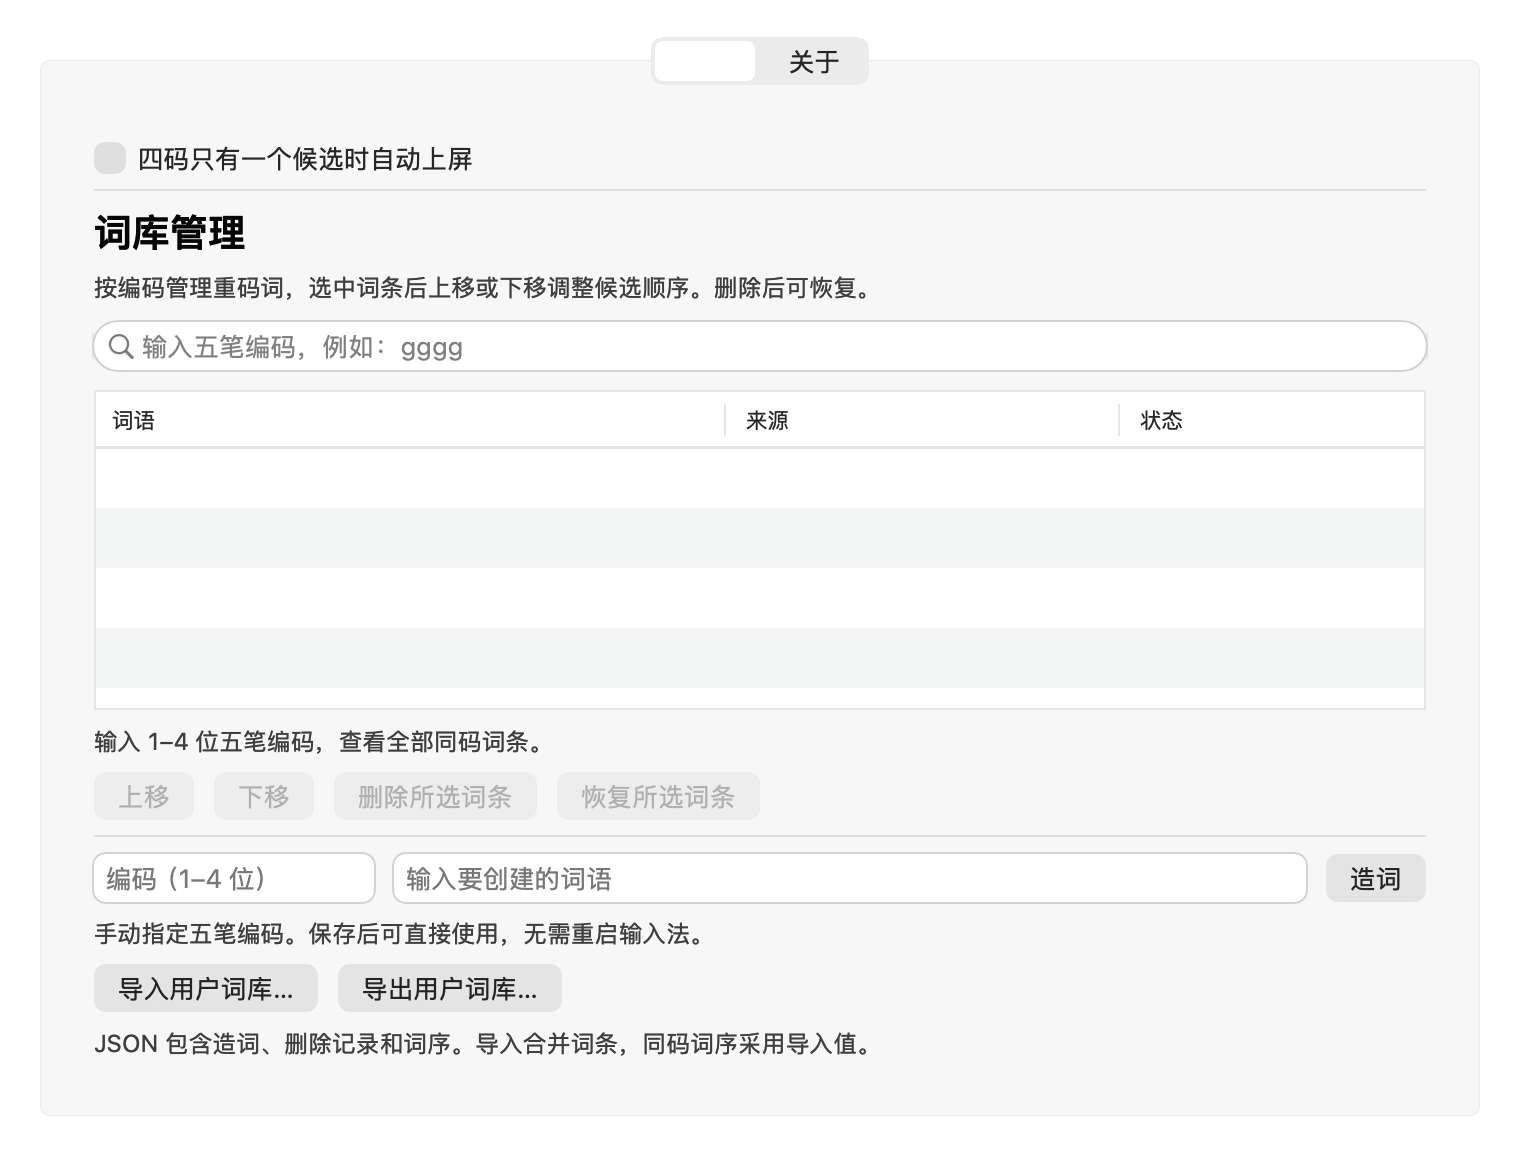 关于
四码只有一个候选时自动上屏
词库管理
按编码管理重码词，选中词条后上移或下移调整候选顺序。删除后可恢复。
输入五笔编码，例如：gggg
词语 来源 状态
输入 1–4 位五笔编码，查看全部同码词条。
上移 下移 删除所选词条 恢复所选词条
编码（1–4 位） 输入要创建的词语 造词
手动指定五笔编码。保存后可直接使用，无需重启输入法。
导入用户词库... 导出用户词库...
JSON 包含造词、删除记录和词序。导入合并词条，同码词序采用导入值。